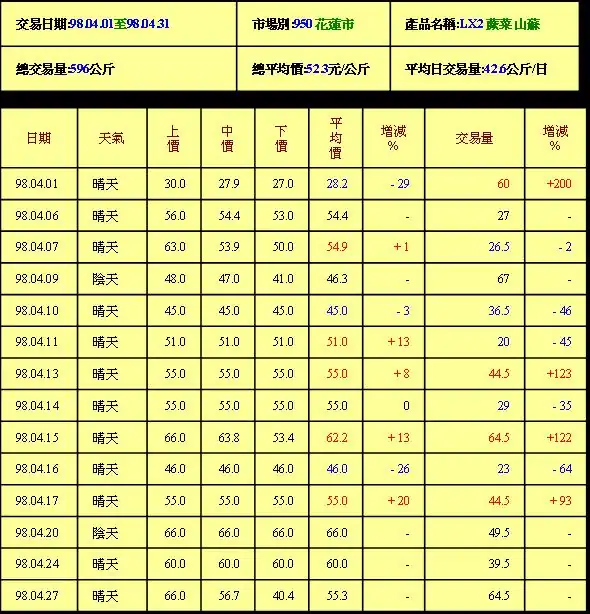 交易日期:98.04.01至98.04.31 市場別:950 花蓮市 產品名稱:LX2 蕨菜 山蘇
總交易量:596公斤 總平均價:52.3元/公斤 平均日交易量:42.6公斤/日
日期 天氣 上價 中價 下價 平均價 增減% 交易量 增減%
98.04.01 晴天 30.0 27.9 27.0 28.2 - 29 60 +200
98.04.06 晴天 56.0 54.4 53.0 54.4 - 27 -
98.04.07 晴天 63.0 53.9 50.0 54.9 + 1 26.5 - 2
98.04.09 陰天 48.0 47.0 41.0 46.3 - 67 -
98.04.10 晴天 45.0 45.0 45.0 45.0 - 3 36.5 - 46
98.04.11 晴天 51.0 51.0 51.0 51.0 + 13 20 - 45
98.04.13 晴天 55.0 55.0 55.0 55.0 + 8 44.5 +123
98.04.14 晴天 55.0 55.0 55.0 55.0 0 29 - 35
98.04.15 晴天 66.0 63.8 53.4 62.2 + 13 64.5 +122
98.04.16 晴天 46.0 46.0 46.0 46.0 - 26 23 - 64
98.04.17 晴天 55.0 55.0 55.0 55.0 + 20 44.5 + 93
98.04.20 陰天 66.0 66.0 66.0 66.0 - 49.5 -
98.04.24 晴天 60.0 60.0 60.0 60.0 - 39.5 -
98.04.27 晴天 66.0 56.7 40.4 55.3 - 64.5 -